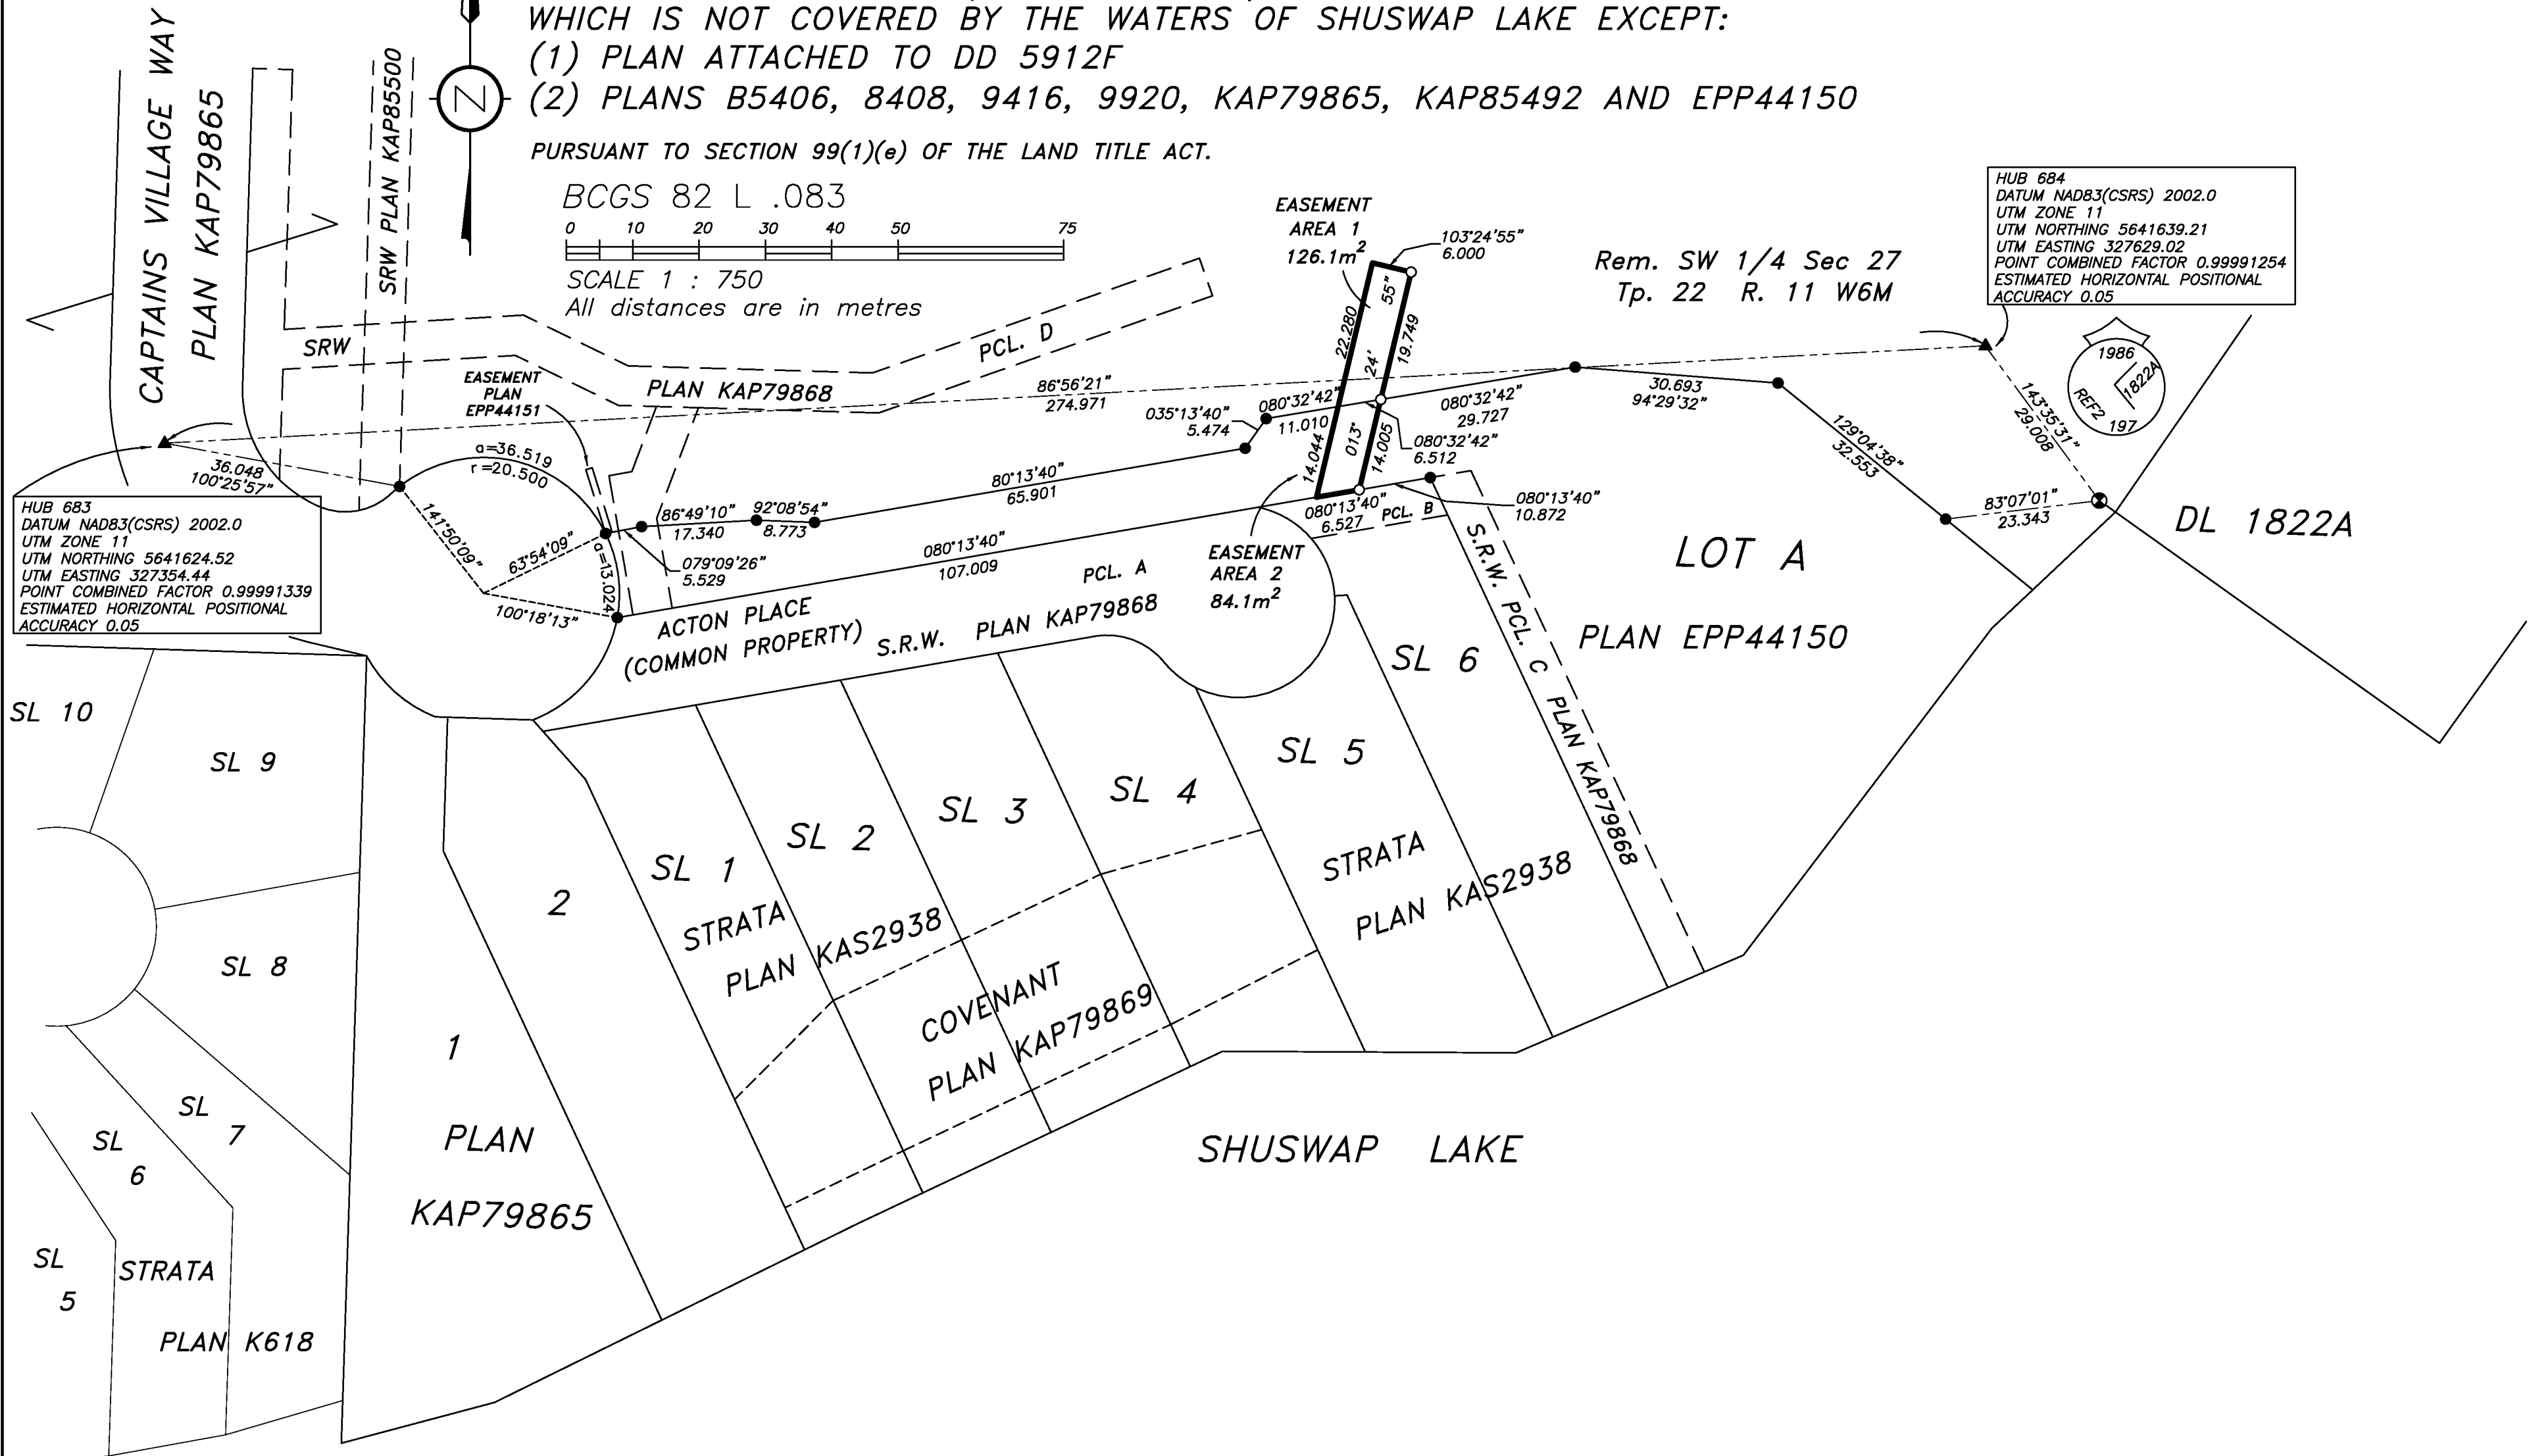 WHICH IS NOT COVERED BY THE WATERS OF SHUSWAP LAKE EXCEPT:
(1) PLAN ATTACHED TO DD 5912F
(2) PLANS B5406, 8408, 9416, 9920, KAP79865, KAP85492 AND EPP44150
PURSUANT TO SECTION 99(1)(e) OF THE LAND TITLE ACT.
BCGS 82 L .083
0 10 20 30 40 50 75
SCALE 1 : 750
All distances are in metres
N
CAPTAINS VILLAGE WAY
PLAN KAP79865
SRW PLAN KAP85500
SRW
EASEMENT
PLAN
EPP44151
PLAN KAP79868
PCL. D
86°56'21"
274.971
EASEMENT
AREA 1
126.1m2
103°24'55"
6.000
22.280
55"
24'
013°
19.749
14.044
14.005
Rem. SW 1/4 Sec 27
Tp. 22 R. 11 W6M
HUB 684
DATUM NAD83(CSRS) 2002.0
UTM ZONE 11
UTM NORTHING 5641639.21
UTM EASTING 327629.02
POINT COMBINED FACTOR 0.99991254
ESTIMATED HORIZONTAL POSITIONAL
ACCURACY 0.05
1986
1822A
REF2
197
143°35'31"
29.008
30.693
94°29'32"
129°04'38"
32.553
83°07'01"
23.343
DL 1822A
035°13'40"
5.474
080°32'42"
11.010
080°32'42"
29.727
080°32'42"
6.512
080°13'40"
6.527
080°13'40"
10.872
PCL. B
36.048
100°25'57"
a=36.519
r=20.500
141°50'09"
63°54'09"
100°18'13"
a=13.024
86°49'10"
17.340
92°08'54"
8.773
079°09'26"
5.529
80°13'40"
65.901
080°13'40"
107.009
HUB 683
DATUM NAD83(CSRS) 2002.0
UTM ZONE 11
UTM NORTHING 5641624.52
UTM EASTING 327354.44
POINT COMBINED FACTOR 0.99991339
ESTIMATED HORIZONTAL POSITIONAL
ACCURACY 0.05
EASEMENT
AREA 2
84.1m2
PCL. A
ACTON PLACE
(COMMON PROPERTY)
S.R.W. PLAN KAP79868
S.R.W. PCL. C PLAN KAP79868
LOT A
PLAN EPP44150
SL 10
SL 9
SL 8
SL
7
SL
6
SL
5
STRATA
PLAN K618
1
PLAN
KAP79865
2
SL 1
SL 2
SL 3
SL 4
SL 5
SL 6
STRATA
PLAN KAS2938
STRATA
PLAN KAS2938
COVENANT
PLAN KAP79869
SHUSWAP LAKE